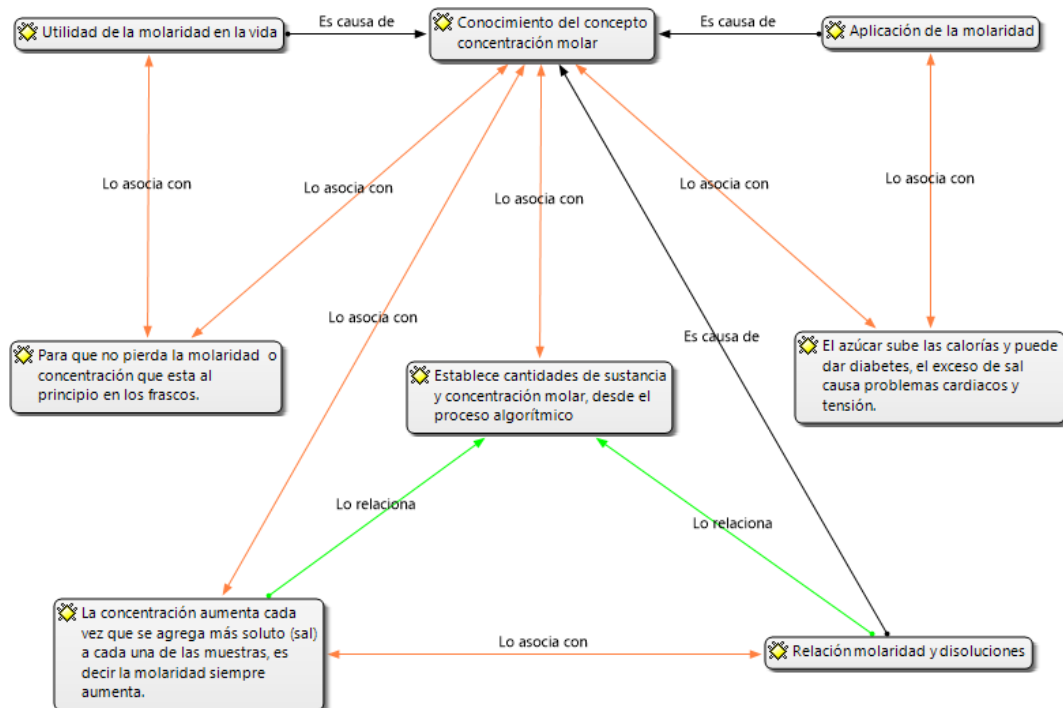 Utilidad de la molaridad en la vida
Es causa de
Conocimiento del concepto
concentración molar
Es causa de
Aplicación de la molaridad
Lo asocia con
Lo asocia con
Lo asocia con
Lo asocia con
Lo asocia con
Lo asocia con
Es causa de
Para que no pierda la molaridad o
concentración que esta al
principio en los frascos.
Establece cantidades de sustancia
y concentración molar, desde el
proceso algorítmico
El azúcar sube las calorías y puede
dar diabetes, el exceso de sal
causa problemas cardiacos y
tensión.
Lo relaciona
Lo relaciona
La concentración aumenta cada
vez que se agrega más soluto (sal)
a cada una de las muestras, es
decir la molaridad siempre
aumenta.
Lo asocia con
Relación molaridad y disoluciones